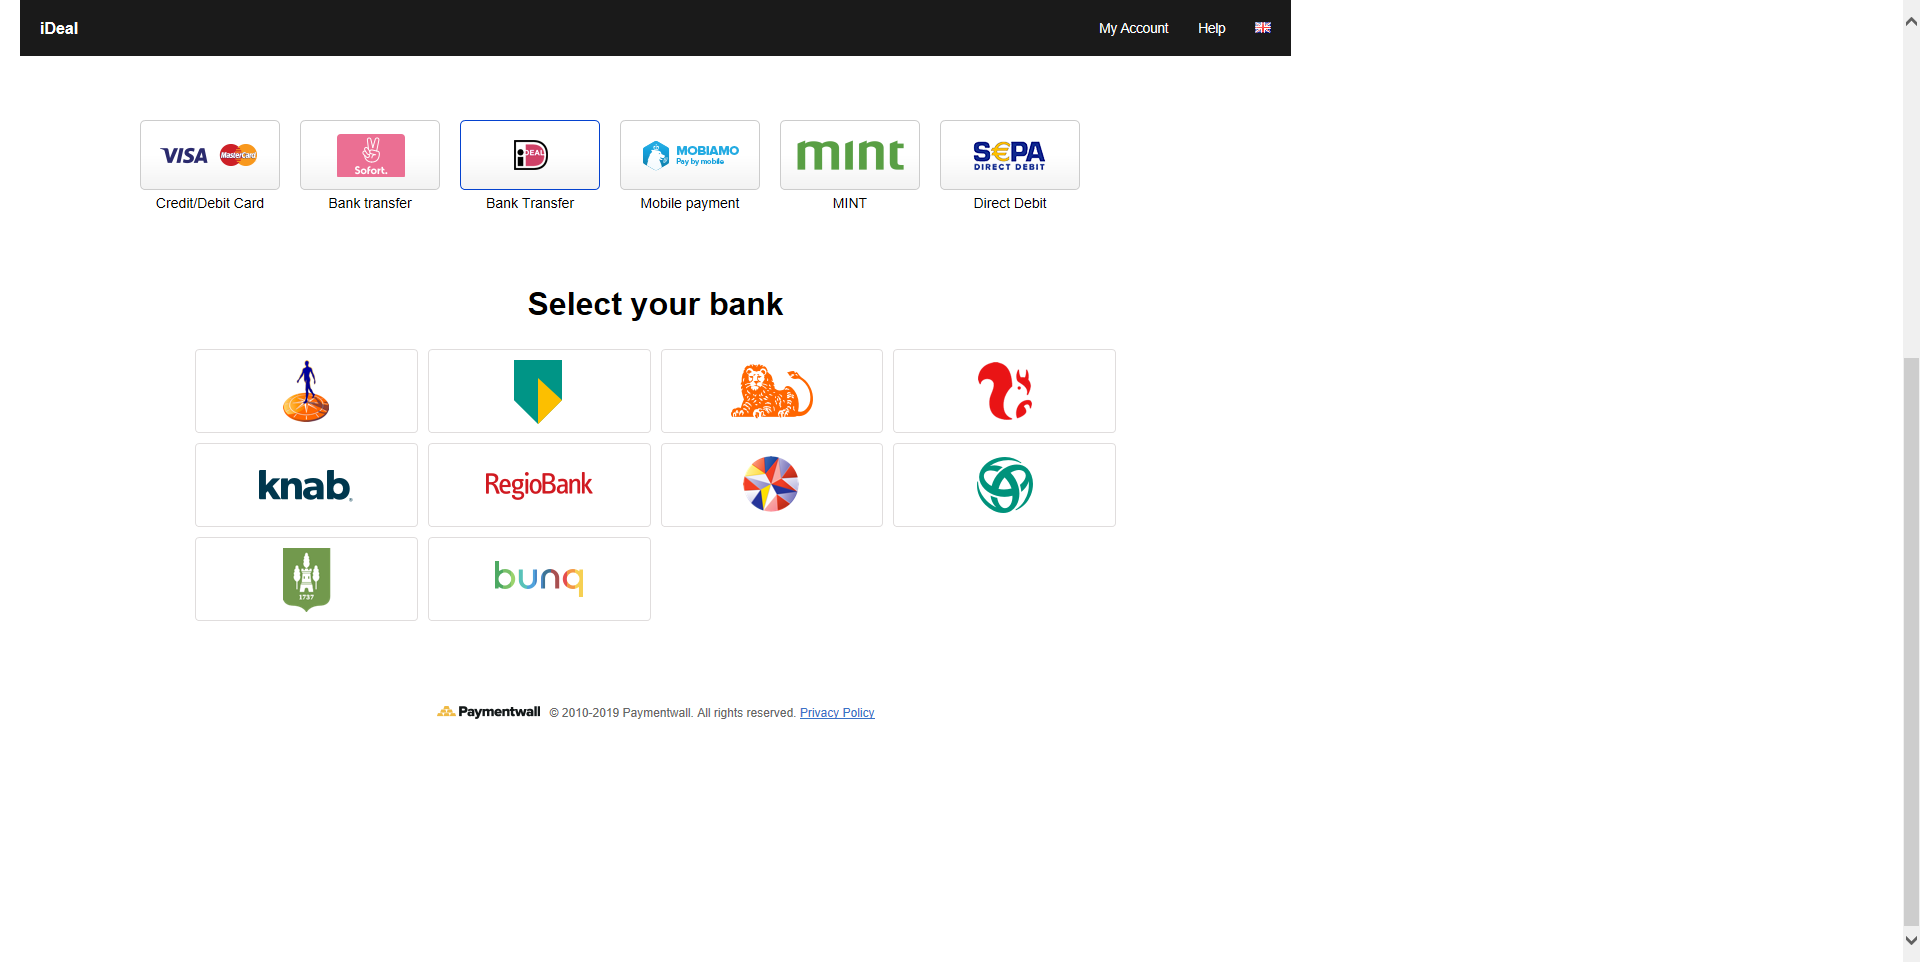 iDeal My Account Help
VISA MasterCard Sofort. iDEAL MOBIAMO Pay by mobile mint S€PA DIRECT DEBIT
Credit/Debit Card Bank transfer Bank Transfer Mobile payment MINT Direct Debit
Select your bank
knab RegioBank
1737 bunq
Paymentwall © 2010-2019 Paymentwall. All rights reserved. Privacy Policy